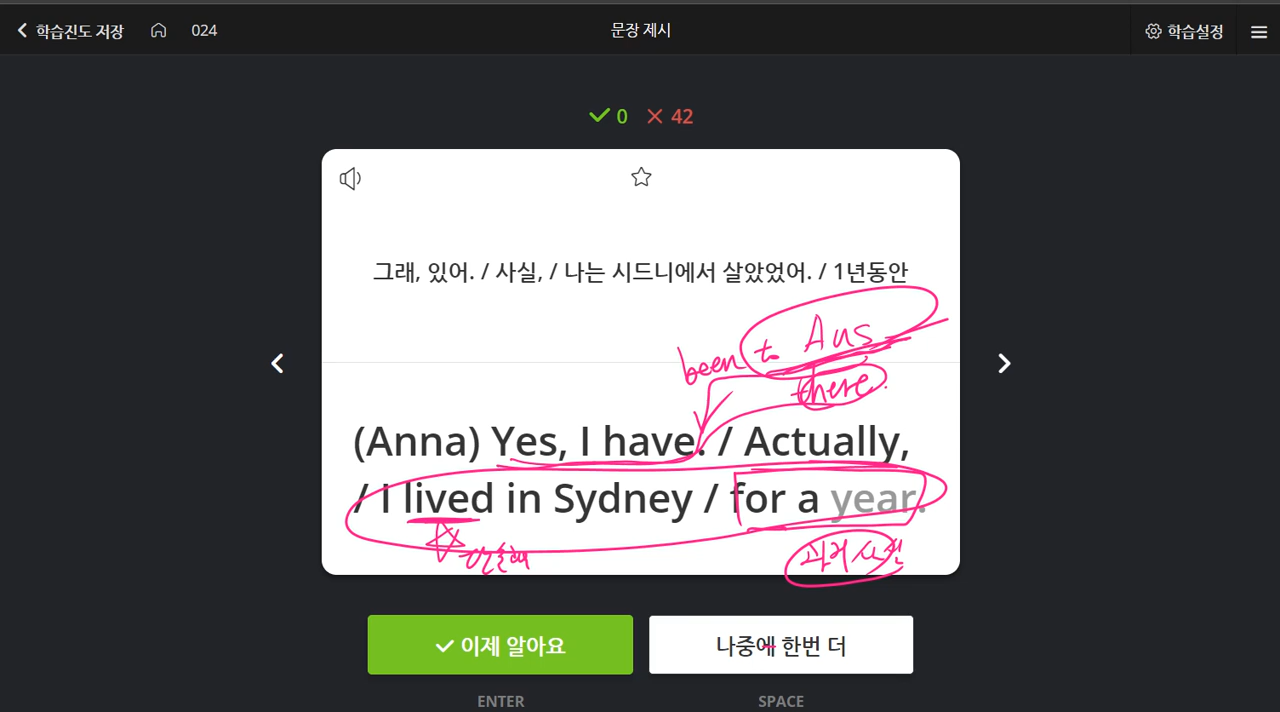 학습진도 저장 024 문장 제시 학습설정
0 42
그래, 있어. / 사실, / 나는 시드니에서 살았었어. / 1년동안
been to Aus
there.
(Anna) Yes, I have. / Actually,
/ I lived in Sydney / for a year.
과거시전
이제 알아요 나중에 한번 더
ENTER SPACE